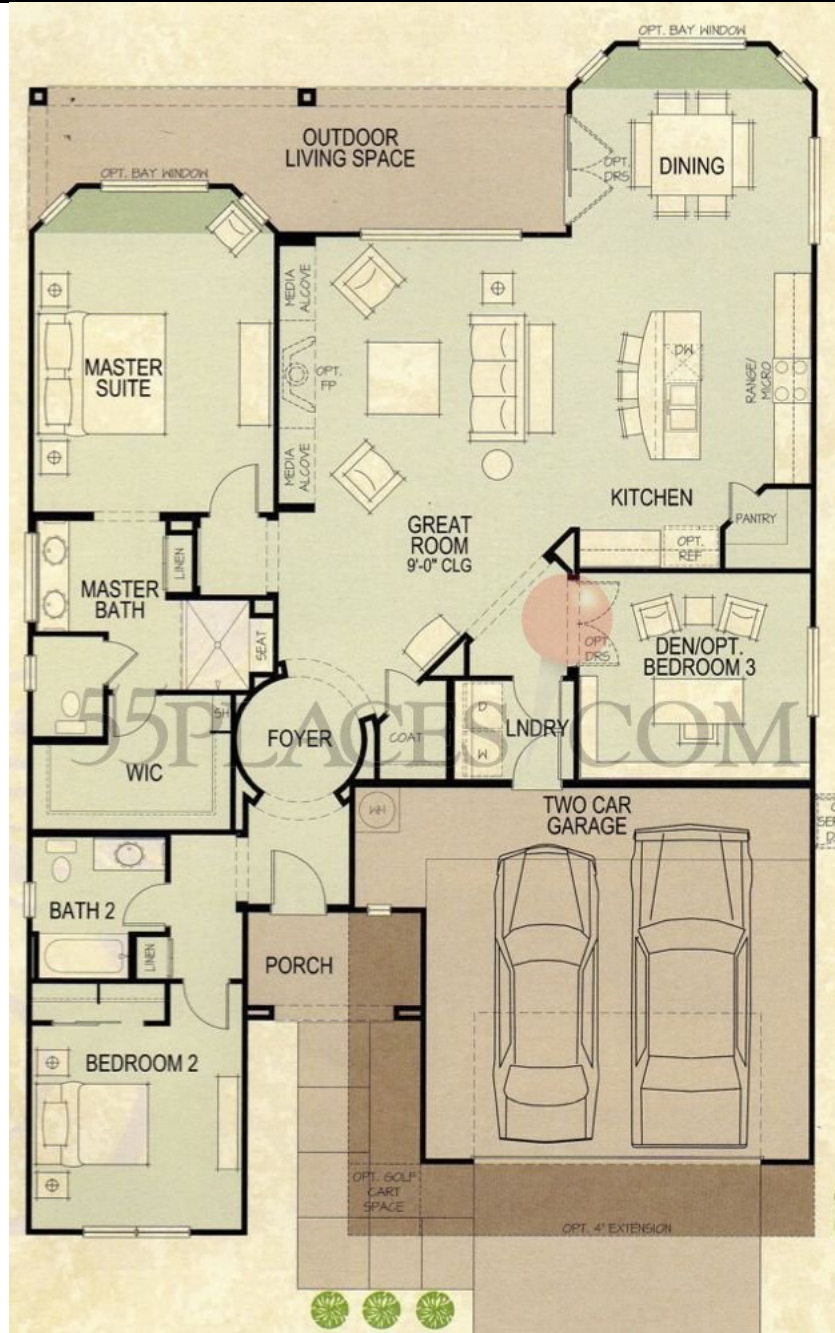 OPT. BAY WINDOW
OUTDOOR
LIVING SPACE
OPT.
DRS
DINING
OPT. BAY WINDOW
MEDIA
ALCOVE
MASTER
SUITE
OPT.
FP
DW
RANGE/
MICRO
MEDIA
ALCOVE
KITCHEN
PANTRY
GREAT
ROOM
9'-0" CLG
OPT.
REF
LINEN
MASTER
BATH
SEAT
OPT.
DRS
DEN/OPT.
BEDROOM 3
SH
D
LNDRY
W
FOYER
COAT
55PLACES.COM
WIC
WH
TWO CAR
GARAGE
BATH 2
LINEN
PORCH
BEDROOM 2
OPT. GOLF
CART
SPACE
OPT. 4' EXTENSION